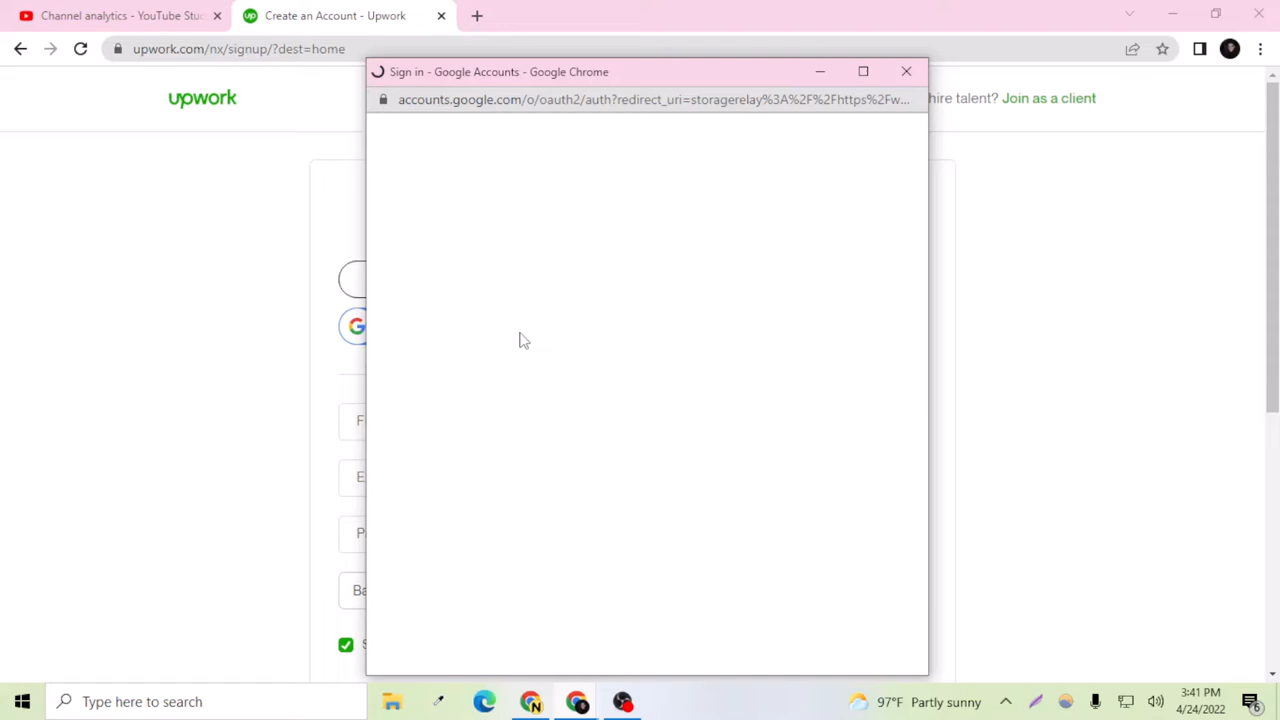 Channel analytics - YouTube Stu
Create an Account - Upwork
upwork.com/nx/signup/?dest=home
Sign in - Google Accounts - Google Chrome
accounts.google.com/o/oauth2/auth?redirect_uri=storagerelay%3A%2F%2Fhttps%2Fw...
upwork
hire talent? Join as a client
G
F
E
P
Ba
S
Type here to search
97°F Partly sunny
3:41 PM
4/24/2022
6